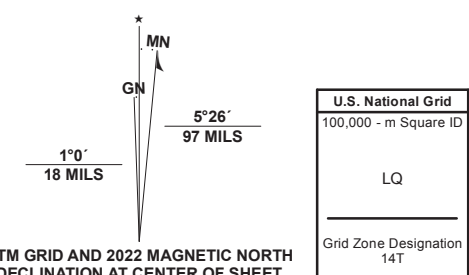 MN
GN
5°26´
97 MILS
1°0´
18 MILS
TM GRID AND 2022 MAGNETIC NORTH
DECLINATION AT CENTER OF SHEET
U.S. National Grid
100,000 - m Square ID
LQ
Grid Zone Designation
14T